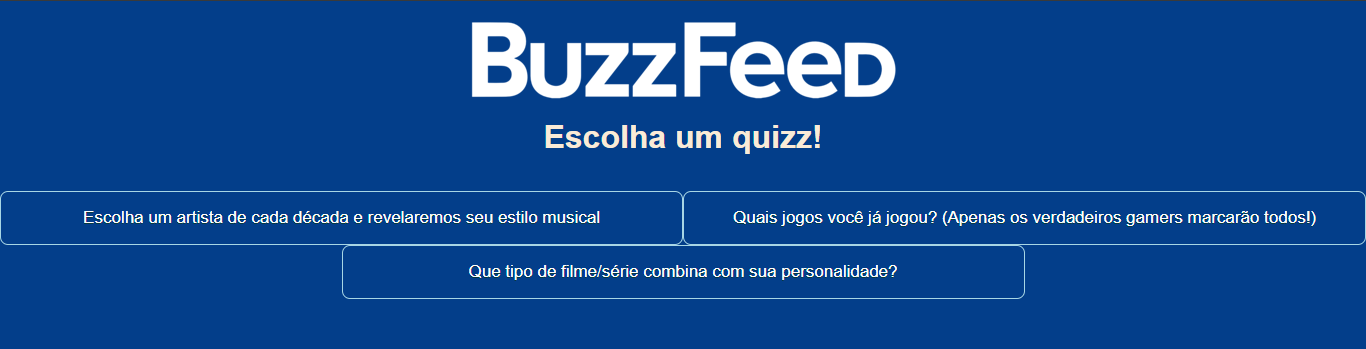 BuzzFeed
Escolha um quizz!
Escolha um artista de cada década e revelaremos seu estilo musical
Quais jogos você já jogou? (Apenas os verdadeiros gamers marcarão todos!)
Que tipo de filme/série combina com sua personalidade?